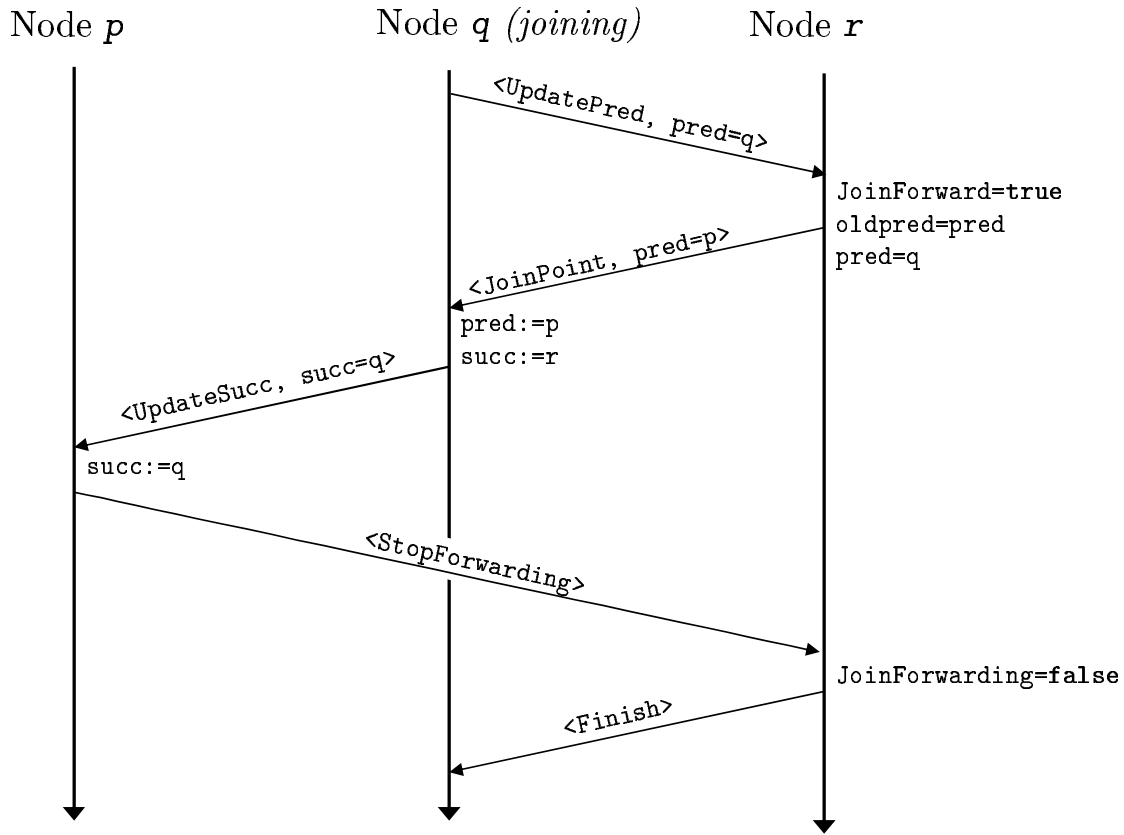 Node p
Node q (joining)
Node r
<UpdatePred, pred=q>
JoinForward=true
oldpred=pred
pred=q
<JoinPoint, pred=p>
pred:=p
succ:=r
<UpdateSucc, succ=q>
succ:=q
<StopForwarding>
JoinForwarding=false
<Finish>